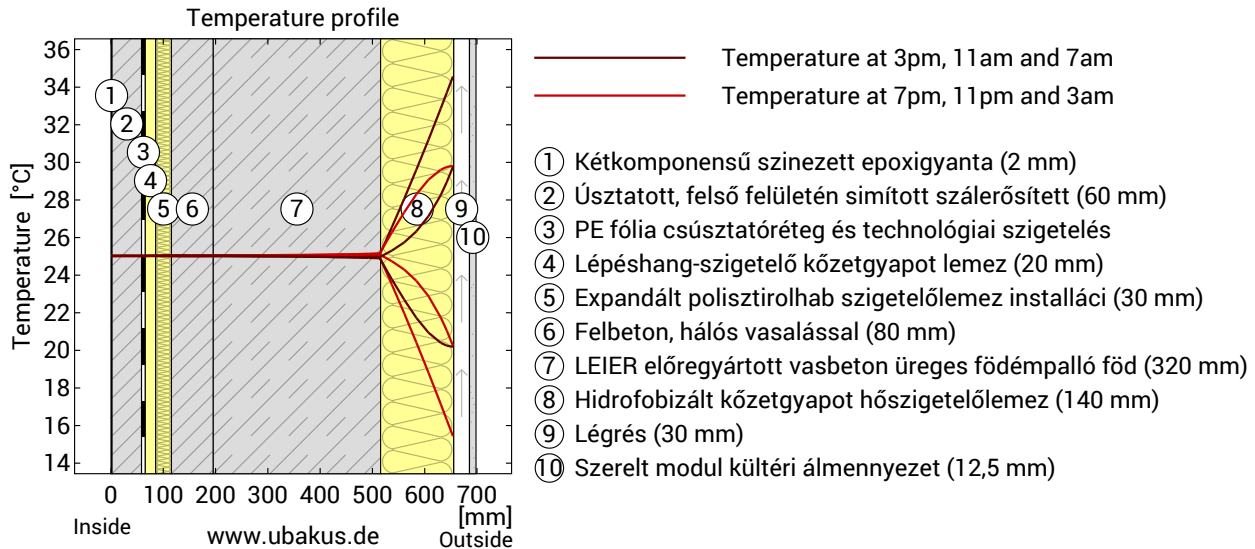 Temperature profile
Temperature [°C]
36
34
32
30
28
26
24
22
20
18
16
14
0
100
200
300
400
500
600
700
[mm]
Inside
www.ubakus.de
Outside
1
2
3
4
5
6
7
8
9
10
Temperature at 3pm, 11am and 7am
Temperature at 7pm, 11pm and 3am
1 Kétkomponensű szinezett epoxigyanta (2 mm)
2 Úsztatott, felső felületén simított szálerősített (60 mm)
3 PE fólia csúsztatóréteg és technológiai szigetelés
4 Lépéshang-szigetelő kőzetgyapot lemez (20 mm)
5 Expandált polisztirolhab szigetelőlemez installáci (30 mm)
6 Felbeton, hálós vasalással (80 mm)
7 LEIER előregyártott vasbeton üreges födémpalló föd (320 mm)
8 Hidrofobizált kőzetgyapot hőszigetelőlemez (140 mm)
9 Légrés (30 mm)
10 Szerelt modul kültéri álmennyezet (12,5 mm)